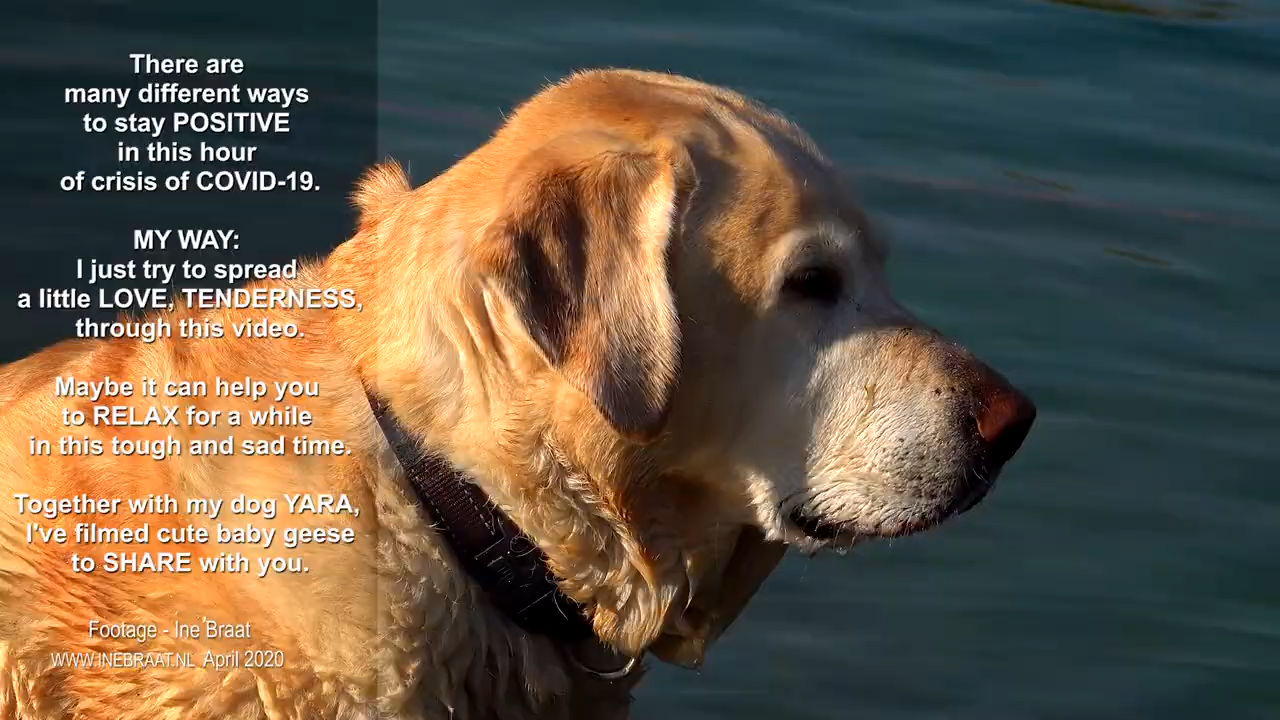 There are
many different ways
to stay POSITIVE
in this hour
of crisis of COVID-19.
MY WAY:
I just try to spread
a little LOVE, TENDERNESS,
through this video.
Maybe it can help you
to RELAX for a while
in this tough and sad time.
Together with my dog YARA,
I've filmed cute baby geese
to SHARE with you.
Footage - Ine Braat
WWW.INEBRAAT.NL April 2020